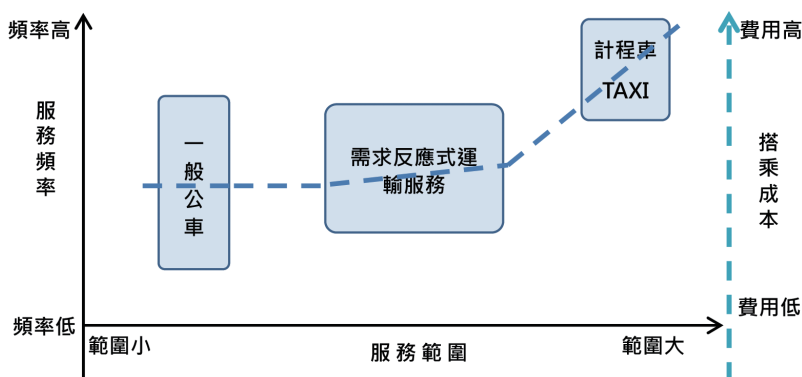 頻率高
服務頻率
頻率低
一般公車
需求反應式運
輸服務
計程車
TAXI
範圍小
服務範圍
範圍大
費用高
搭乘成本
費用低